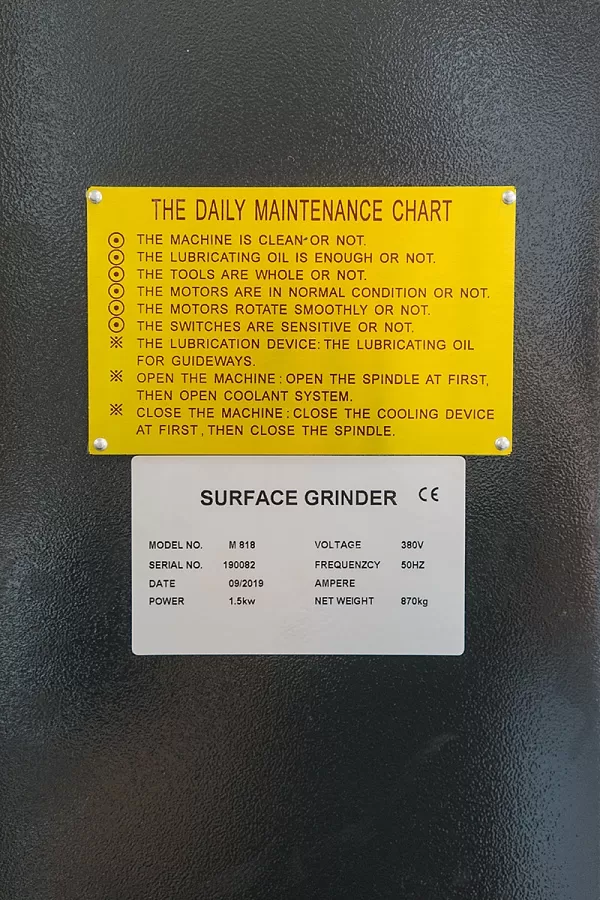 THE DAILY MAINTENANCE CHART
⊙ THE MACHINE IS CLEAN OR NOT.
⊙ THE LUBRICATING OIL IS ENOUGH OR NOT.
⊙ THE TOOLS ARE WHOLE OR NOT.
⊙ THE MOTORS ARE IN NORMAL CONDITION OR NOT.
⊙ THE MOTORS ROTATE SMOOTHLY OR NOT.
⊙ THE SWITCHES ARE SENSITIVE OR NOT.
※ THE LUBRICATION DEVICE: THE LUBRICATING OIL
FOR GUIDEWAYS.
※ OPEN THE MACHINE: OPEN THE SPINDLE AT FIRST,
THEN OPEN COOLANT SYSTEM.
※ CLOSE THE MACHINE: CLOSE THE COOLING DEVICE
AT FIRST, THEN CLOSE THE SPINDLE.
SURFACE GRINDER CE
MODEL NO. M 818 VOLTAGE 380V
SERIAL NO. 190082 FREQUENZCY 50HZ
DATE 09/2019 AMPERE
POWER 1.5kw NET WEIGHT 870kg